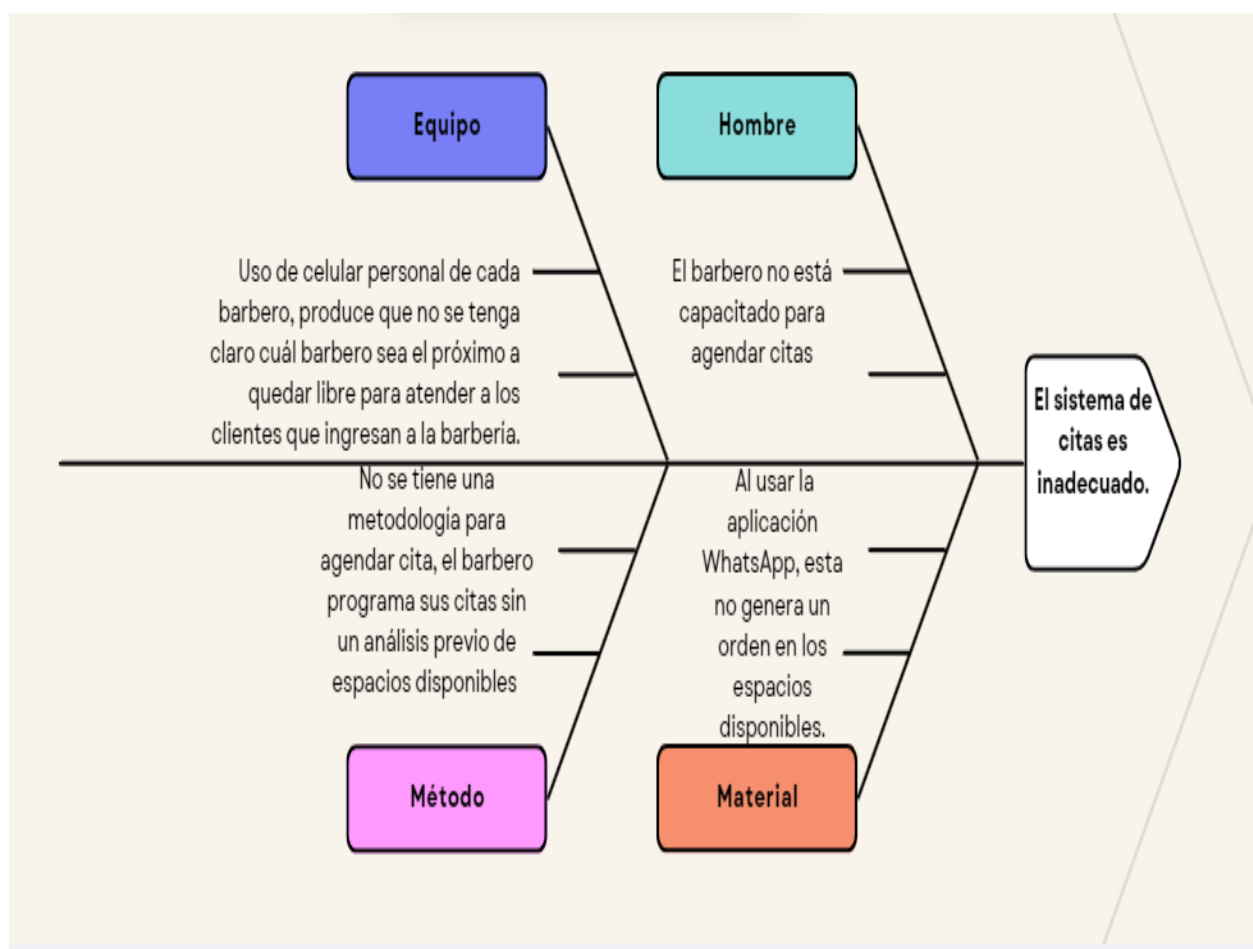 Equipo
Hombre
Uso de celular personal de cada
barbero, produce que no se tenga
claro cuál barbero sea el próximo a
quedar libre para atender a los
clientes que ingresan a la barbería.
El barbero no está
capacitado para
agendar citas
El sistema de
citas es
inadecuado.
No se tiene una
metodología para
agendar cita, el barbero
programa sus citas sin
un análisis previo de
espacios disponibles
Al usar la
aplicación
WhatsApp, esta
no genera un
orden en los
espacios
disponibles.
Método
Material